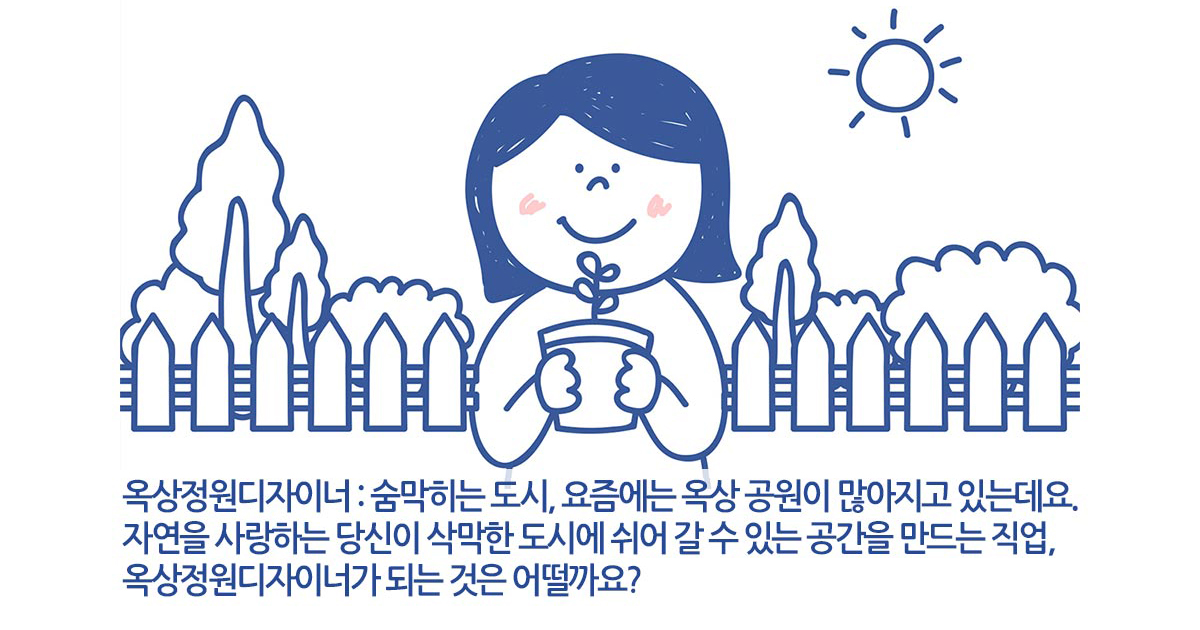 옥상정원디자이너 : 숨막히는 도시, 요즘에는 옥상 공원이 많아지고 있는데요.
자연을 사랑하는 당신이 삭막한 도시에 쉬어 갈 수 있는 공간을 만드는 직업,
옥상정원디자이너가 되는 것은 어떨까요?